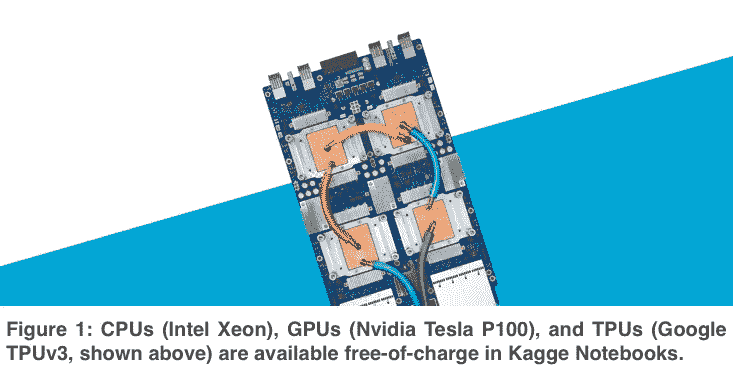 Figure 1: CPUs (Intel Xeon), GPUs (Nvidia Tesla P100), and TPUs (Google
TPUv3, shown above) are available free-of-charge in Kagge Notebooks.